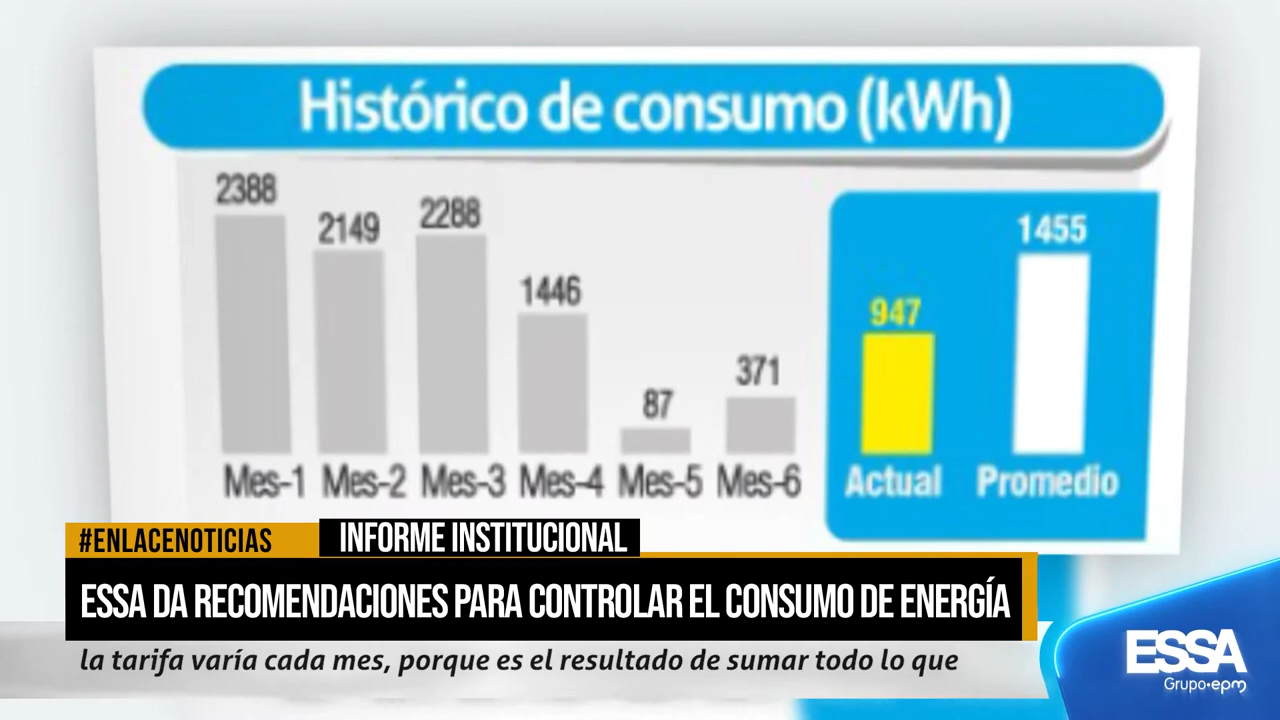 Histórico de consumo (kWh)
2388
2149
2288
1446
87
371
947
1455
Mes-1 Mes-2 Mes-3 Mes-4 Mes-5 Mes-6 Actual Promedio
#ENLACENOTICIAS
INFORME INSTITUCIONAL
ESSA DA RECOMENDACIONES PARA CONTROLAR EL CONSUMO DE ENERGÍA
la tarifa varía cada mes, porque es el resultado de sumar todo lo que
ESSA
Grupo·epm